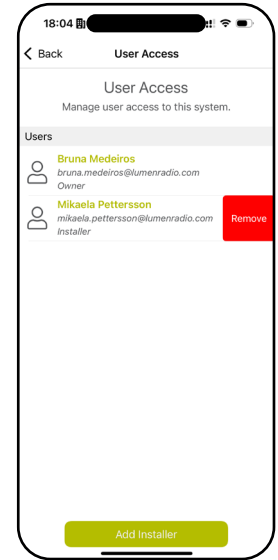 18:04
Back User Access
User Access
Manage user access to this system.
Users
Bruna Medeiros
bruna.medeiros@lumenradio.com
Owner
Mikaela Pettersson
mikaela.pettersson@lumenradio.com
Installer
Remove
Add Installer